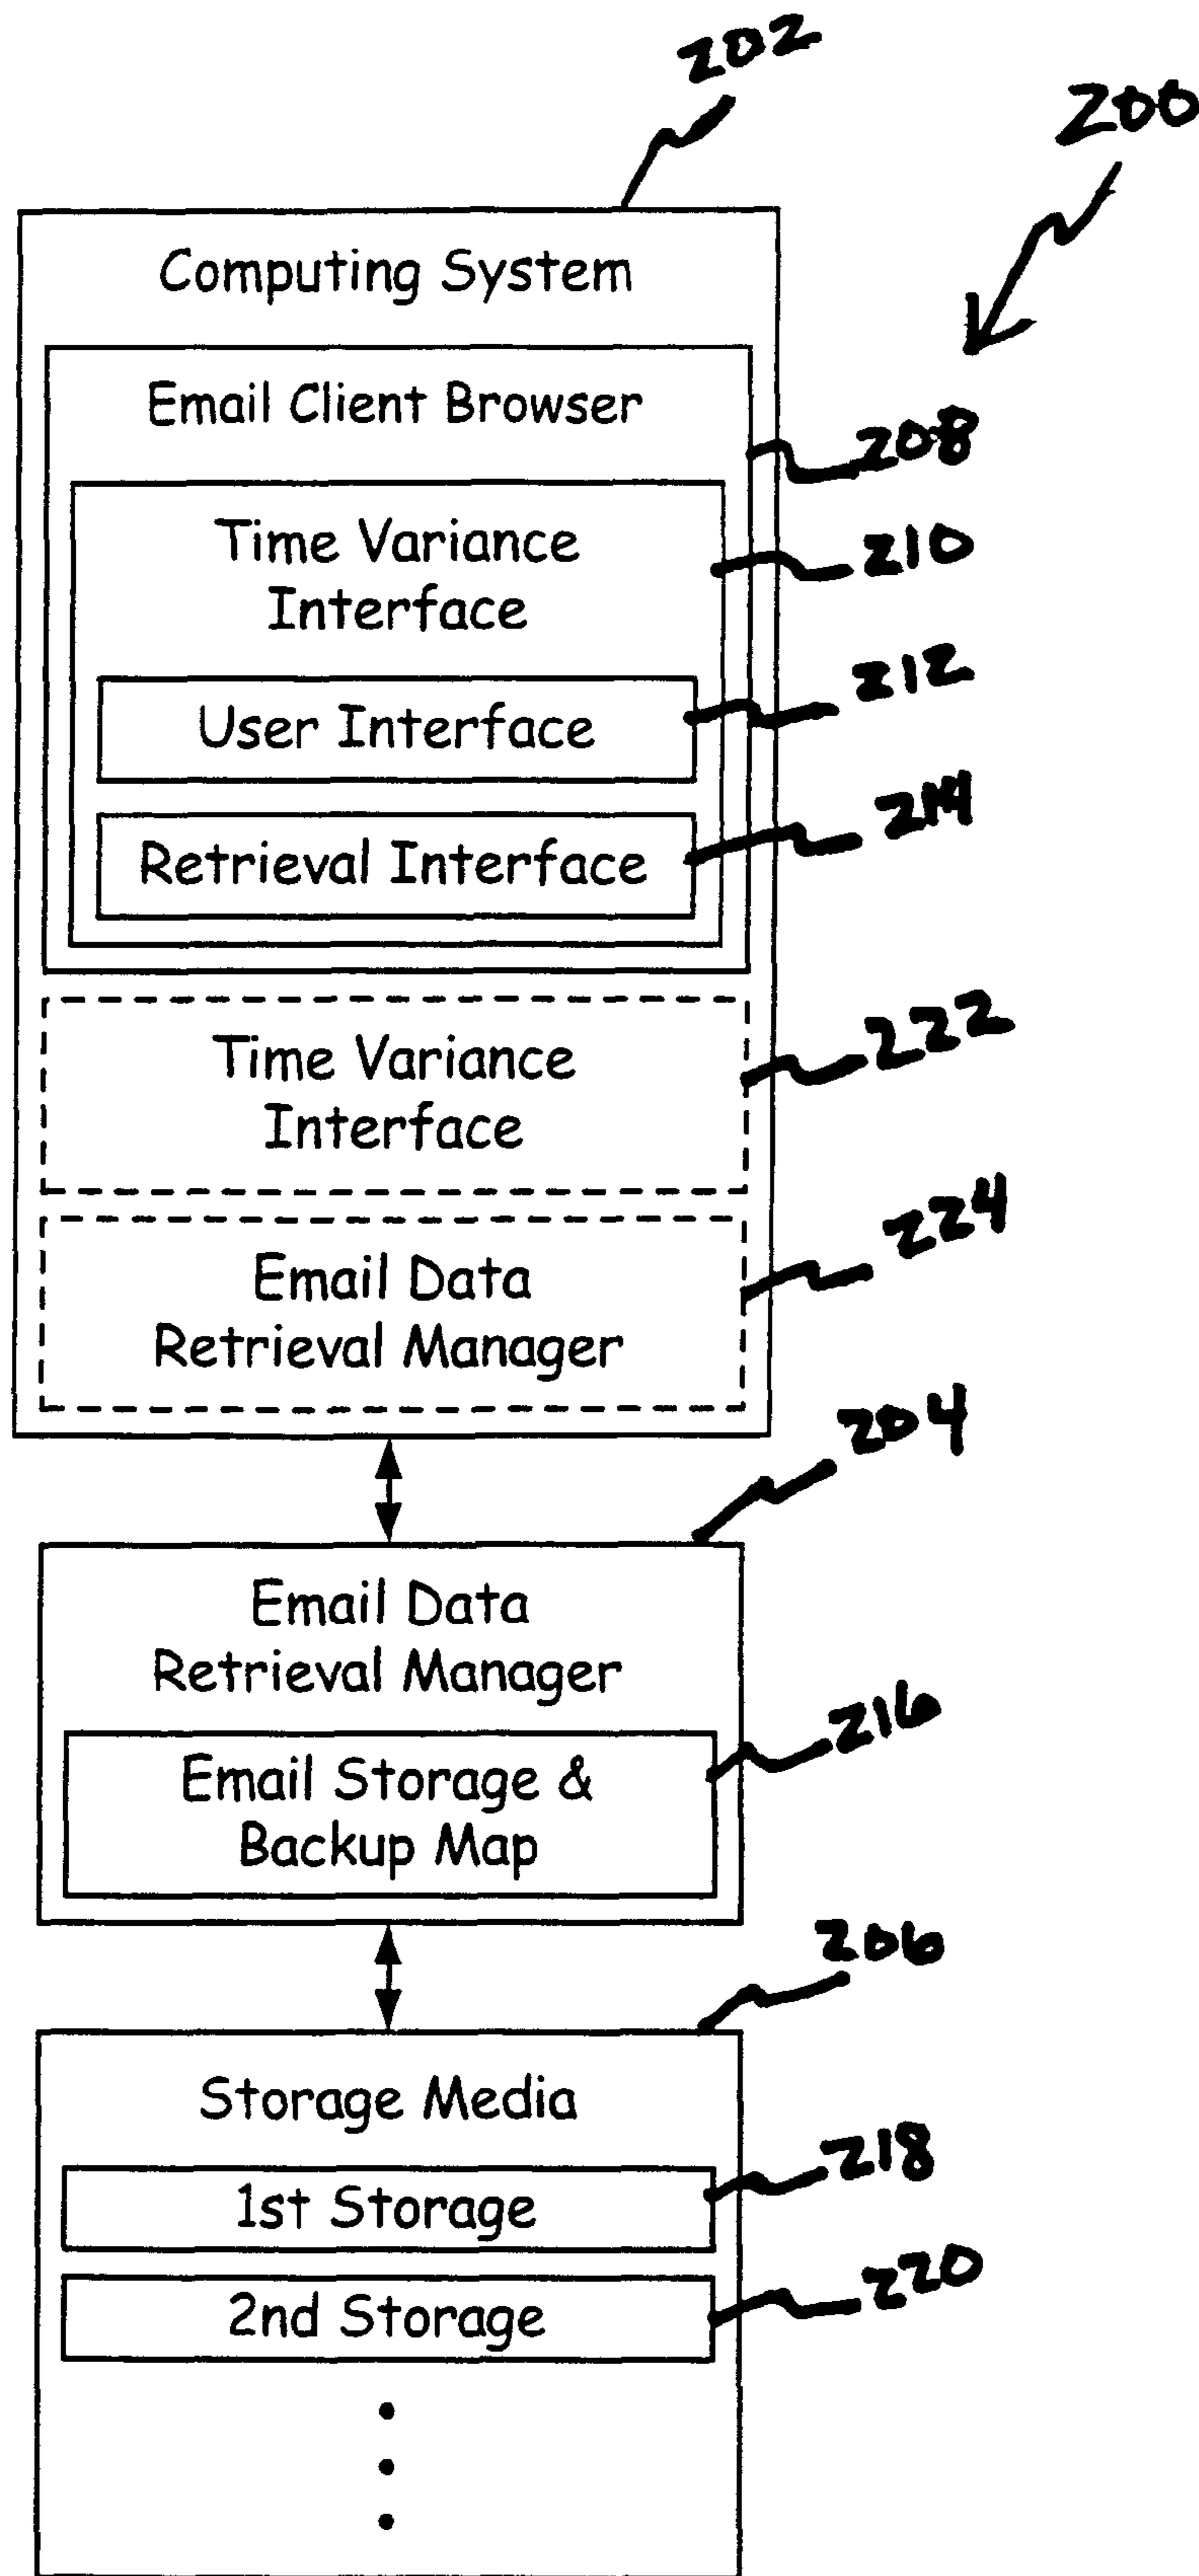 202
200
Computing System
Email Client Browser
208
Time Variance
Interface
210
User Interface
212
Retrieval Interface
214
Time Variance
Interface
222
Email Data
Retrieval Manager
224
204
Email Data
Retrieval Manager
Email Storage &
Backup Map
216
206
Storage Media
1st Storage
218
2nd Storage
220